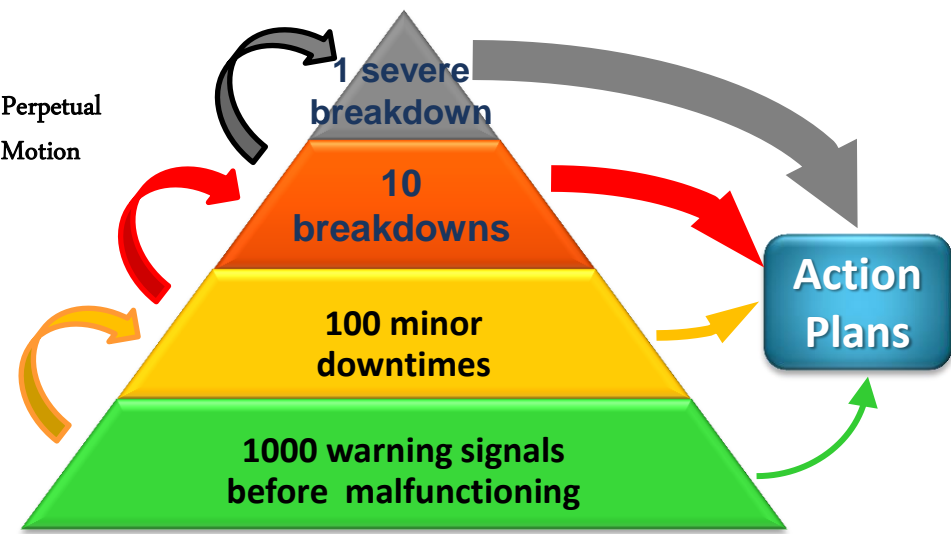 Perpetual
Motion
1 severe
breakdown
10
breakdowns
100 minor
downtimes
1000 warning signals
before malfunctioning
Action
Plans